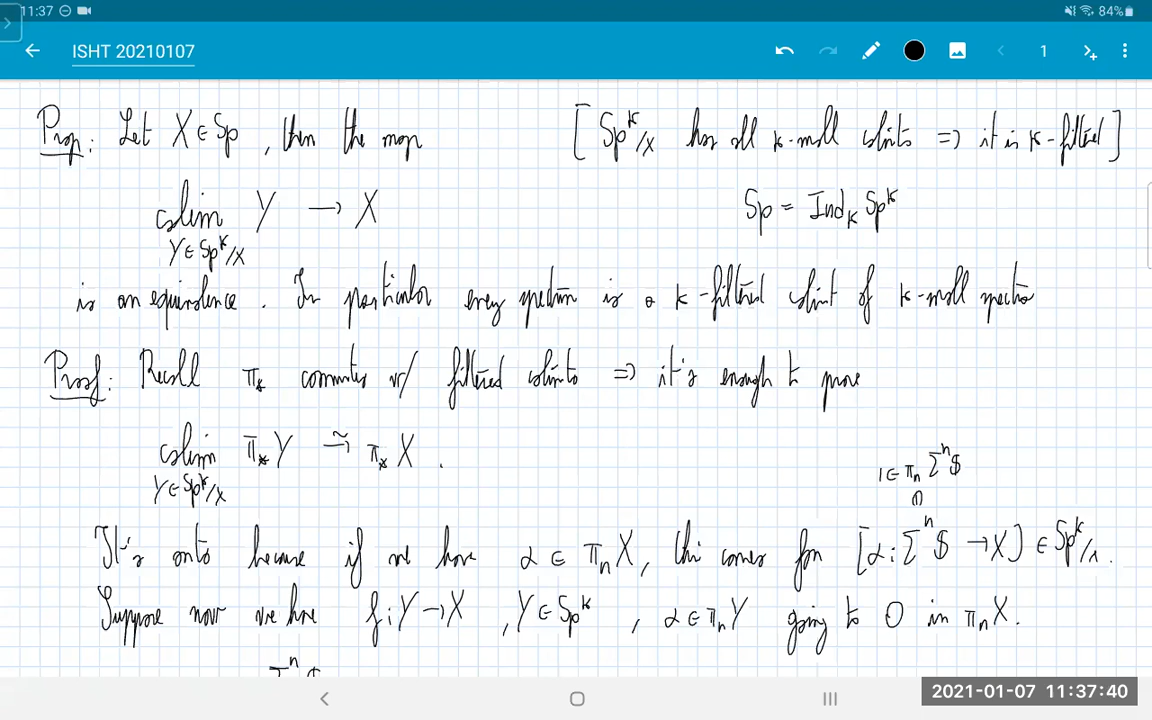 11:37 84%
ISHT 20210107 1
Prop: Let X ∈ Sp, then the map [Sp^κ/X has all κ-small colimits => it is κ-filtered]
colim Y → X Sp = Ind_κ Sp^κ
Y ∈ Sp^κ/X
is an equivalence. In particular every spectrum is a κ-filtered colimit of κ-small spectra
Proof: Recall π_* commutes w/ filtered colimits => it's enough to prove
colim π_* Y ⥲ π_* X.
Y ∈ Sp^κ/X
1 ∈ π_n Σ^n 𝕊
It's onto because if we have α ∈ π_n X, this comes from [α: Σ^n 𝕊 → X] ∈ Sp^κ/X.
Suppose now we have f: Y → X, Y ∈ Sp^κ, α ∈ π_n Y going to 0 in π_n X.
2021-01-07 11:37:40